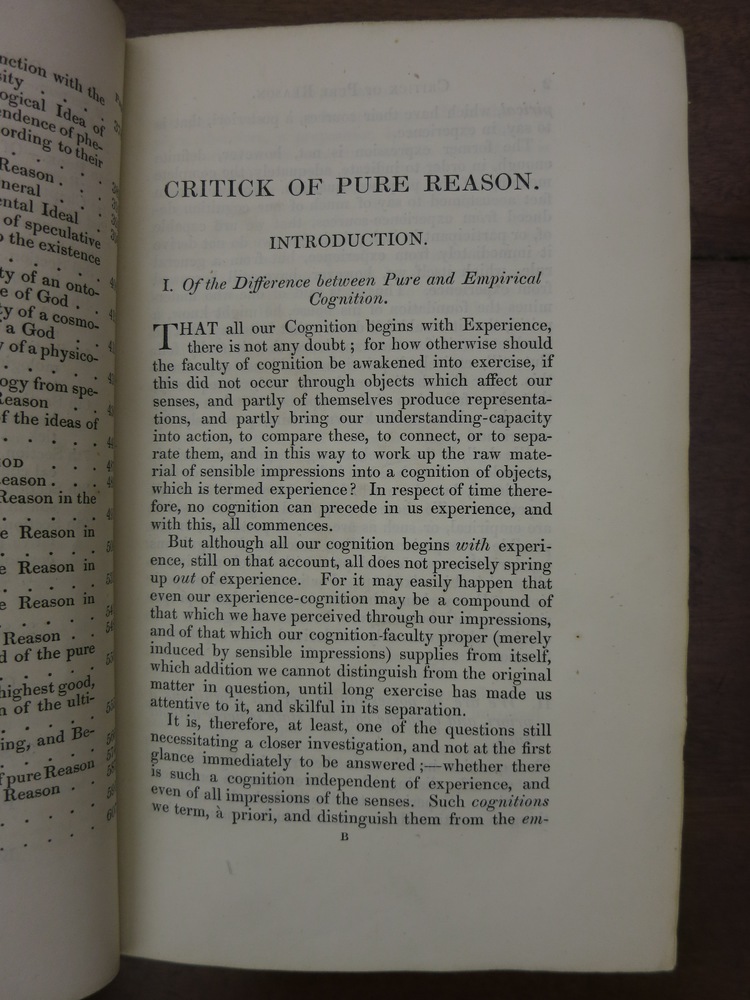 nction with the
sity . . . .
ogical Idea of
ndence of phe-
ording to their
. . . . .
Reason . . .
neral . . .
ental Ideal .
of speculative
o the existence
. . . . .
ty of an onto-
e of God . .
ty of a cosmo-
a God . .
y of a physico-
. . . . .
ogy from spe-
Reason . .
f the ideas of
. . . . .
OD . . .
eason . . .
Reason in the
. . . . .
e Reason in
. . . . .
e Reason in
. . . . .
e Reason in
. . . . .
Reason . .
d of the pure
. . . . .
highest good,
n of the ulti-
. . . . .
ing, and Be-
. . . . .
f pure Reason
Reason . .
. . . . .
. . . . .
CRITICK OF PURE REASON.
INTRODUCTION.
I. Of the Difference between Pure and Empirical
Cognition.
THAT all our Cognition begins with Experience,
there is not any doubt; for how otherwise should
the faculty of cognition be awakened into exercise, if
this did not occur through objects which affect our
senses, and partly of themselves produce representa-
tions, and partly bring our understanding-capacity
into action, to compare these, to connect, or to sepa-
rate them, and in this way to work up the raw mate-
rial of sensible impressions into a cognition of objects,
which is termed experience? In respect of time there-
fore, no cognition can precede in us experience, and
with this, all commences.
But although all our cognition begins with experi-
ence, still on that account, all does not precisely spring
up out of experience. For it may easily happen that
even our experience-cognition may be a compound of
that which we have perceived through our impressions,
and of that which our cognition-faculty proper (merely
induced by sensible impressions) supplies from itself,
which addition we cannot distinguish from the original
matter in question, until long exercise has made us
attentive to it, and skilful in its separation.
It is, therefore, at least, one of the questions still
necessitating a closer investigation, and not at the first
glance immediately to be answered;—whether there
is such a cognition independent of experience, and
even of all impressions of the senses. Such cognitions
we term, à priori, and distinguish them from the em-
B